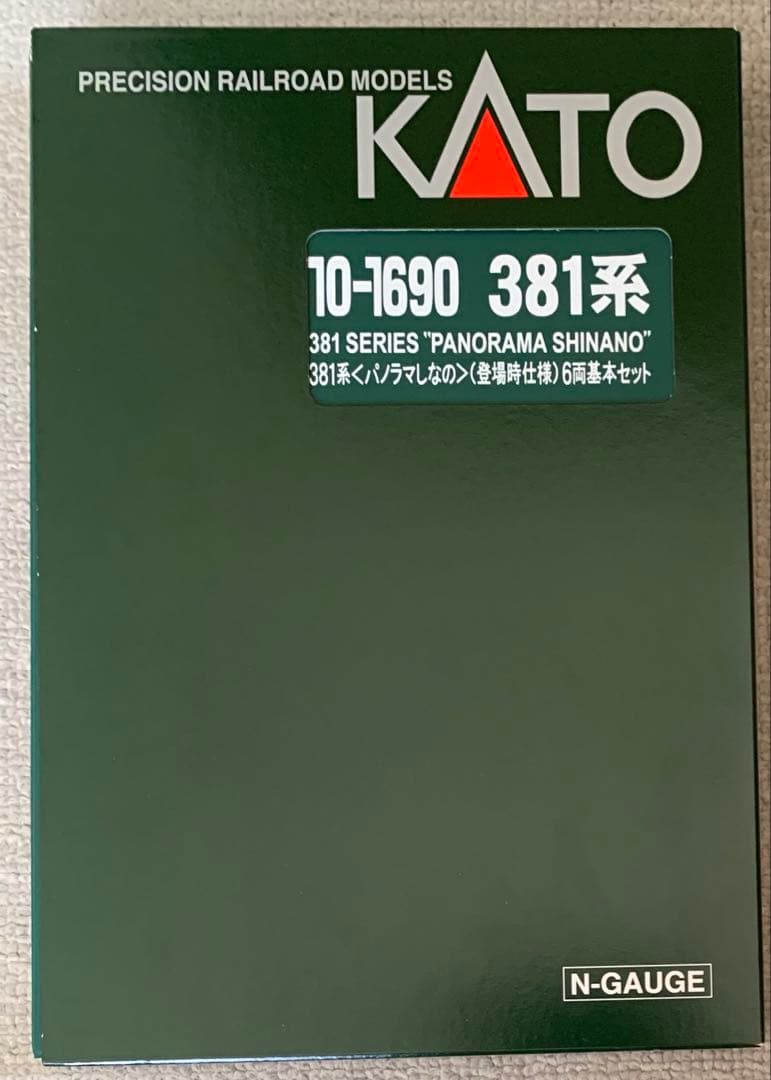 PRECISION RAILROAD MODELS
KATO
10-1690 381系
381 SERIES "PANORAMA SHINANO"
381系<パノラマしなの>(登場時仕様)6両基本セット
N-GAUGE